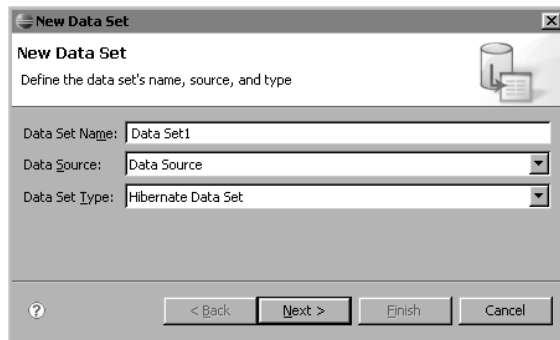 New Data Set
New Data Set
Define the data set's name, source, and type
Data Set Name: Data Set1
Data Source: Data Source
Data Set Type: Hibernate Data Set
? < Back Next > Finish Cancel